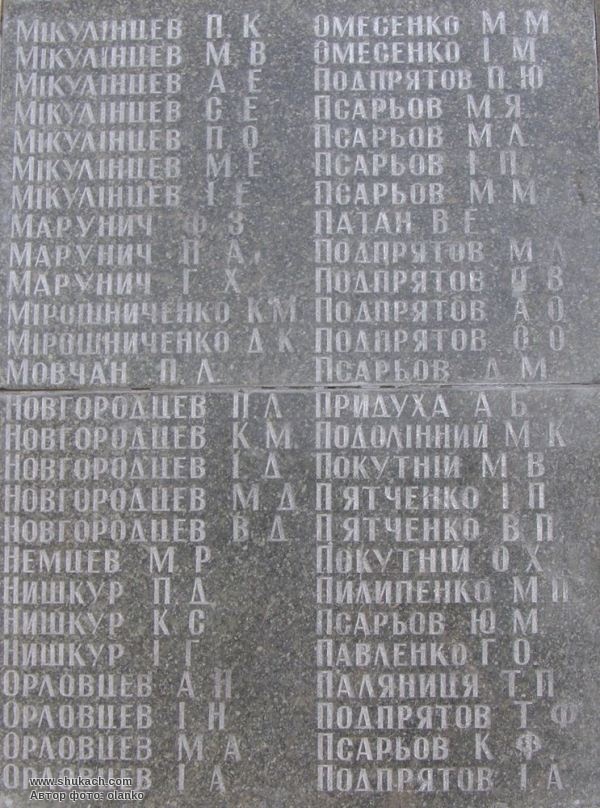 Мікулінцев П. К
Мікулінцев М. В
Мікулінцев А Е
Мікулінцев С Е
Мікулінцев П О
Мікулінцев М Е
Мікулінцев І Е
Марунич Ф З
Марунич П А.
Марунич Г Х
Мірошниченко К М
Мірошниченко Д К
Мовчан П. Л.
Новгородцев П Л
Новгородцев К М
Новгородцев І Д
Новгородцев М. Д
Новгородцев В. Д
Немцев М. Р
Нишкур П Д
Нишкур К С
Нишкур І Г
Орловцев А Н
Орловцев І Н
Орловцев М А
Орловцев І А
Омесенко М М
Омесенко І М
Подпрятов П. Ю
Псарьов М. Я
Псарьов М Л.
Псарьов І П.
Псарьов М М
Патан В Е
Подпрятов М Л
Подпрятов П В
Подпрятов А О
Подпрятов О О
Псарьов Л М
Придуха А Б
Подолінний М К
Покутній М В
П'ятченко І П
П'ятченко В П.
Покутній О. Х.
Пилипенко М П
Псарьов Ю М
Павленко Г. О.
Паляниця Т. П
Подпрятов Т. Ф
Псарьов К Ф
Подпрятов І А
www.shukach.com
Автор фото: olanko